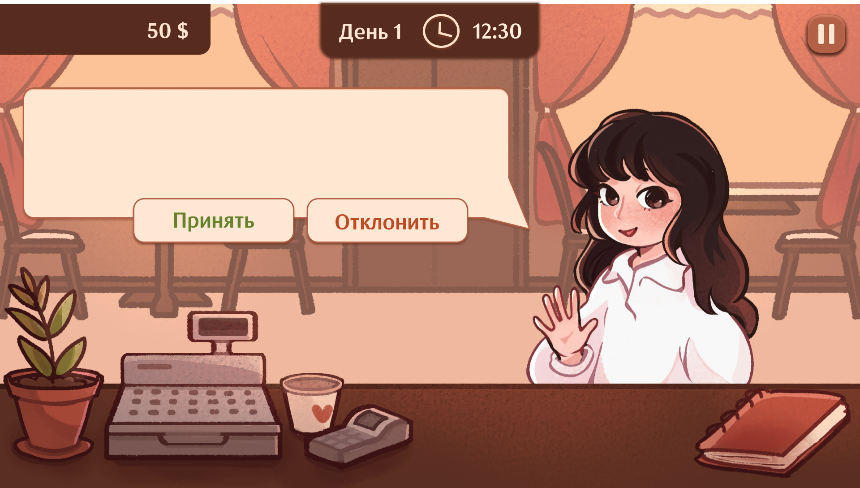 50 $
День 1
12:30
Принять
Отклонить